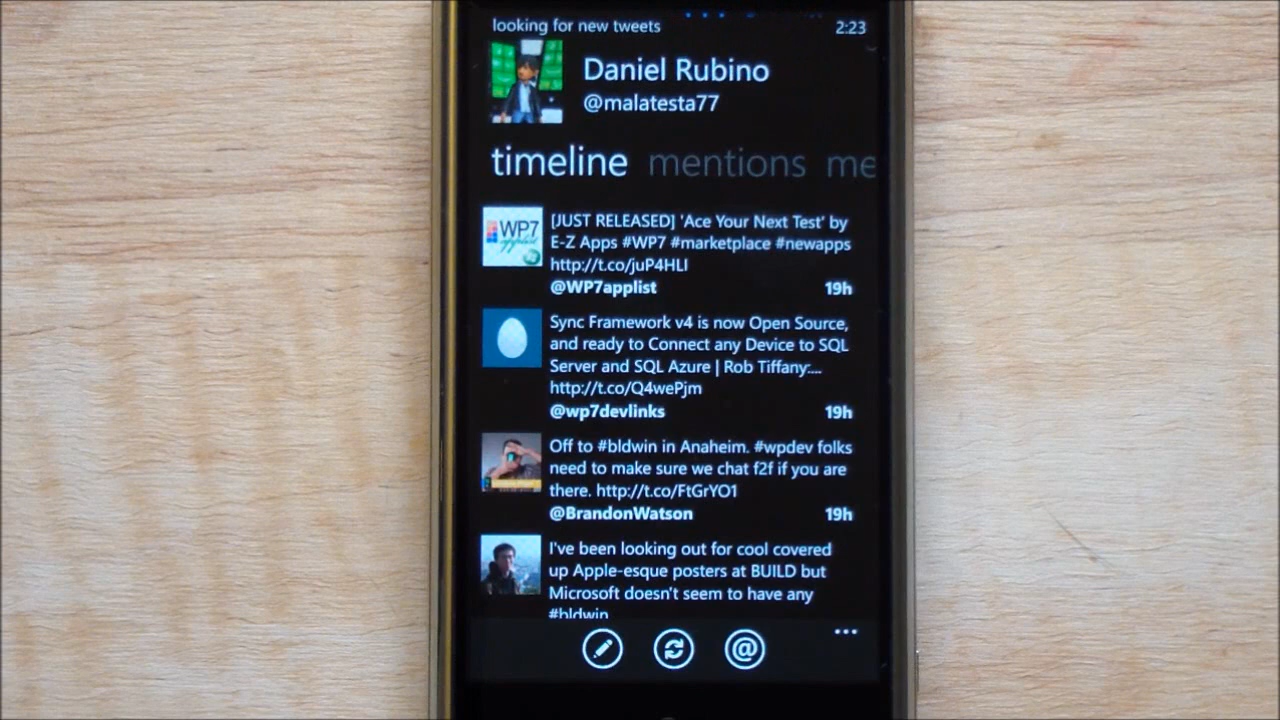 looking for new tweets 2:23
Daniel Rubino
@malatesta77
timeline mentions me
[JUST RELEASED] 'Ace Your Next Test' by
E-Z Apps #WP7 #marketplace #newapps
http://t.co/juP4HLI
@WP7applist 19h
WP7
applist
Sync Framework v4 is now Open Source,
and ready to Connect any Device to SQL
Server and SQL Azure | Rob Tiffany:...
http://t.co/Q4wePjm
@wp7devlinks 19h
Off to #bldwin in Anaheim. #wpdev folks
need to make sure we chat f2f if you are
there. http://t.co/FtGrYO1
@BrandonWatson 19h
I've been looking out for cool covered
up Apple-esque posters at BUILD but
Microsoft doesn't seem to have any
#bldwin
@